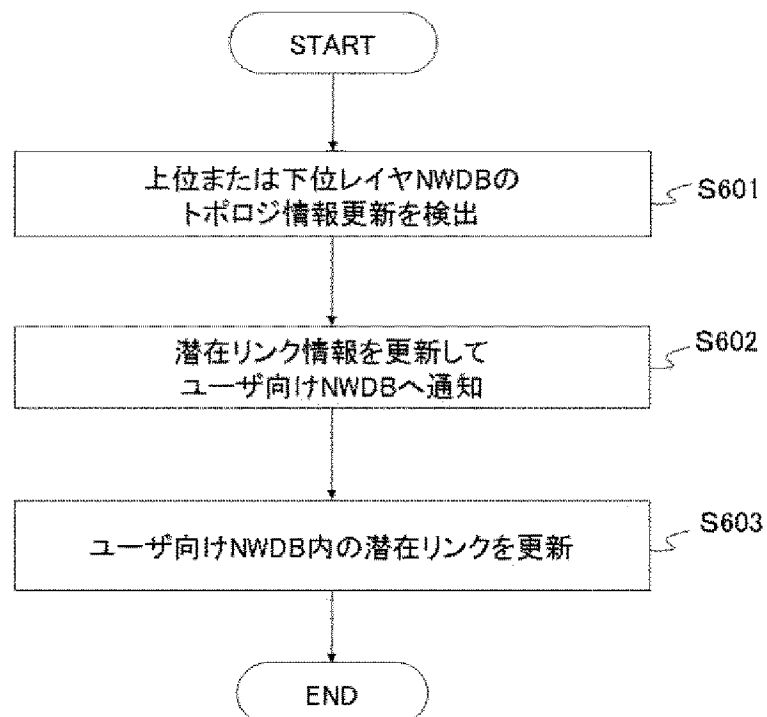 START
上位または下位レイヤNWDBの
トポロジ情報更新を検出
S601
潜在リンク情報を更新して
ユーザ向けNWDBへ通知
S602
ユーザ向けNWDB内の潜在リンクを更新
S603
END